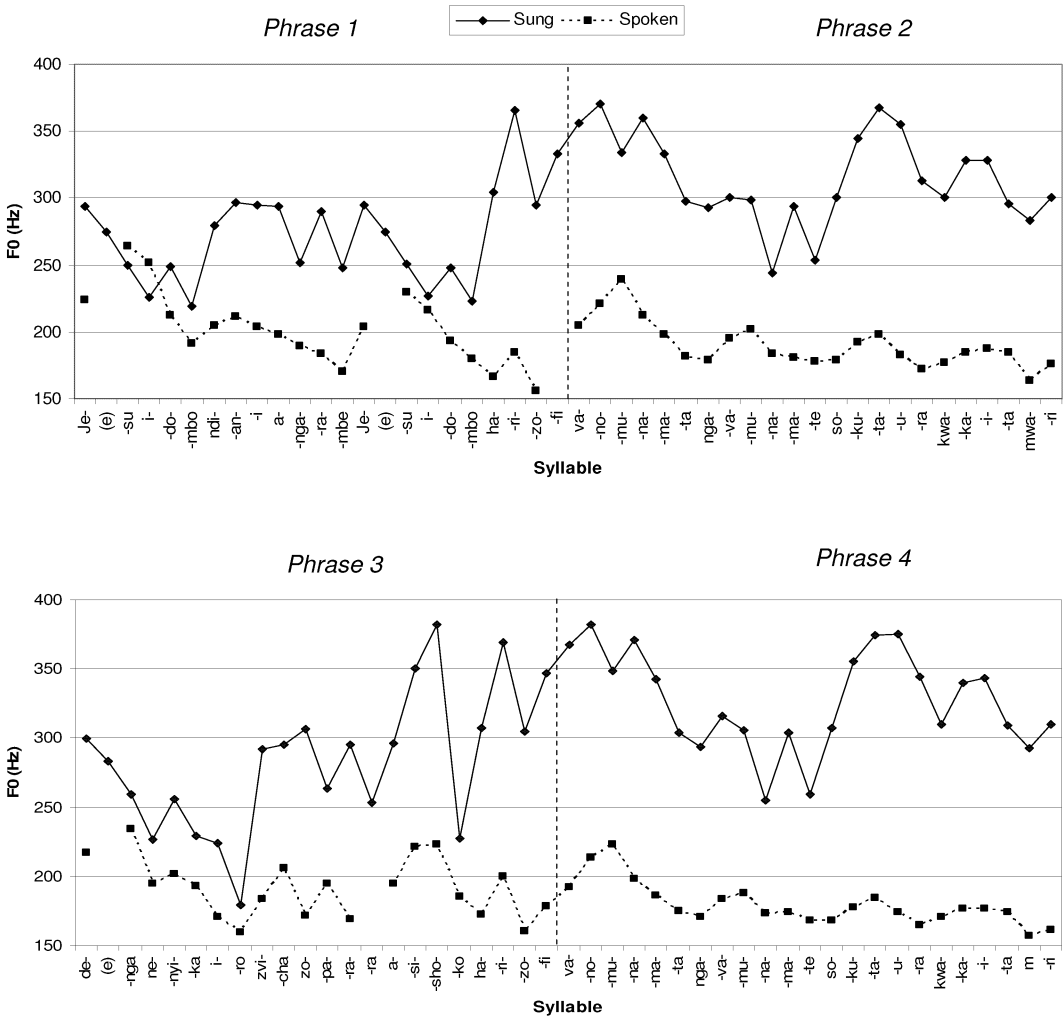 Phrase 1
Sung Spoken
Phrase 2
400
350
300
250
200
150
F0 (Hz)
Je- (e) -su i- -do- -mbo ndi- -an- -i a -nga- -ra- -mbe Je- (e) -su i- -do- -mbo ha- -ri- -zo- -fi va- -no- -mu- -na- -ma- -ta nga- -va- -mu- -na- -ma- -te so -ku- -ta- -u- -ra kwa- -ka- -i- -ta mwa- -ri
Syllable
Phrase 3
Phrase 4
400
350
300
250
200
150
F0 (Hz)
de- (e) -nga ne- -nyi- -ka i- -ro zvi- -cha zo- -pa- -ra- -ra a- -si- -sho- -ko ha- -ri- -zo- -fi va- -no- -mu- -na- -ma- -ta nga- -va- -mu- -na- -ma- -te so- -ku- -ta- -u- -ra kwa- -ka- -i- -ta m -ri
Syllable